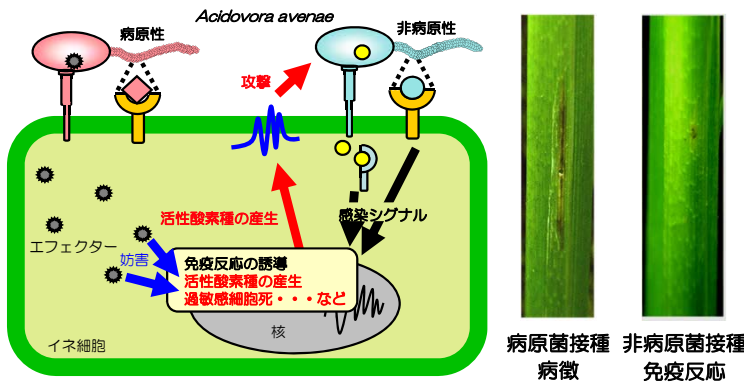 Acidovora avenae
病原性
非病原性
攻撃
活性酸素種の産生
感染シグナル
エフェクター
妨害
免疫反応の誘導
活性酸素種の産生
過敏感細胞死・・・など
核
イネ細胞
病原菌接種
病徴
非病原菌接種
免疫反応